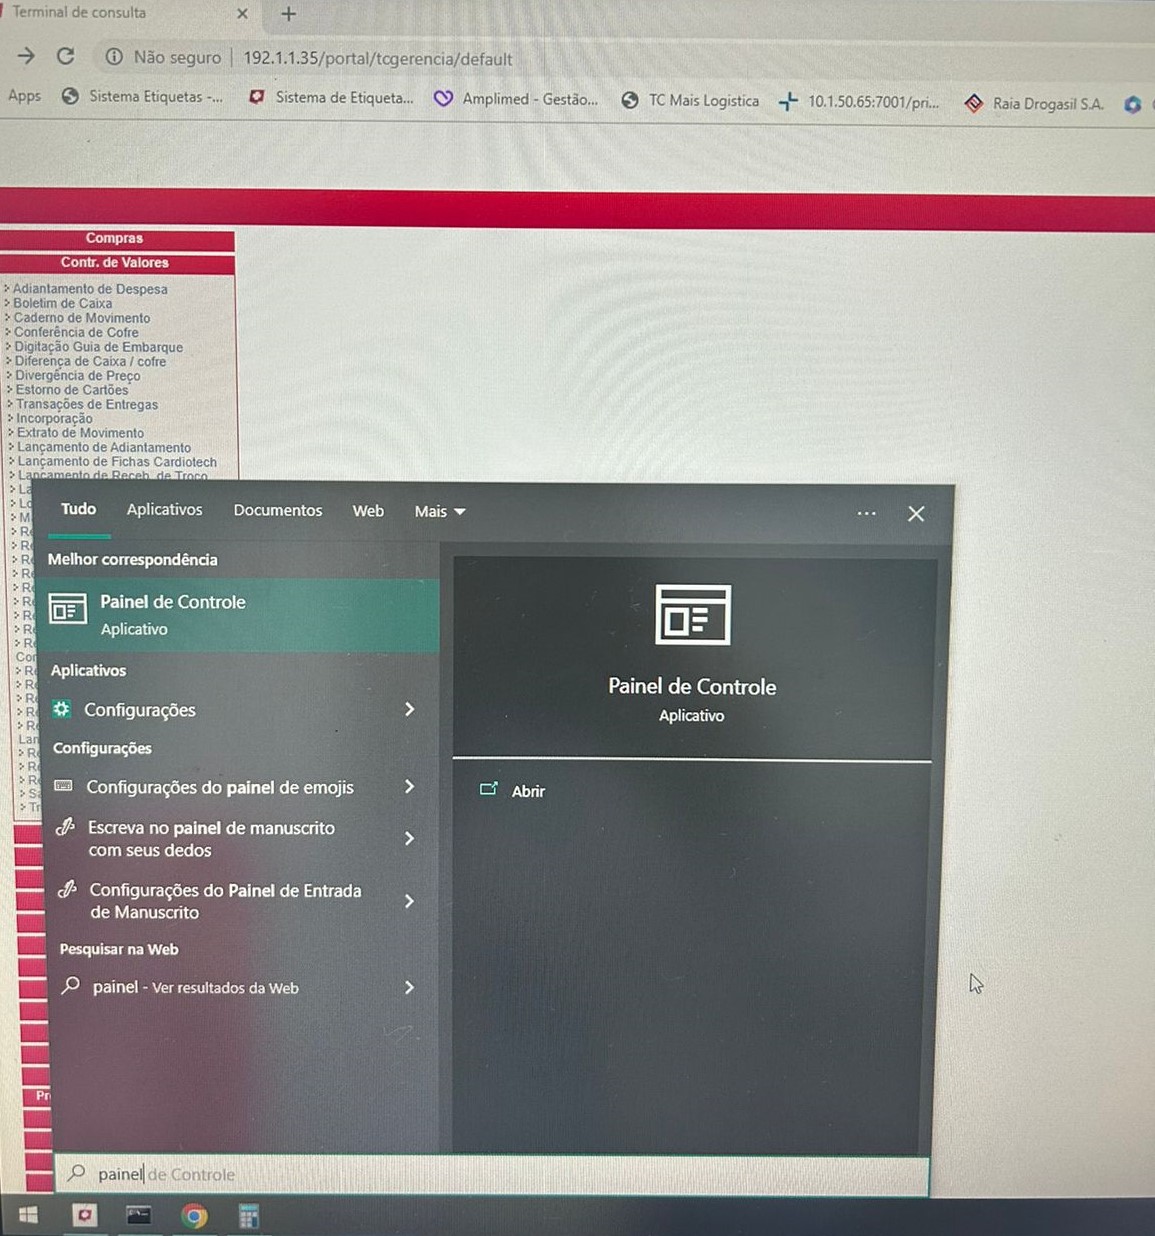 Terminal de consulta
Não seguro | 192.1.1.35/portal/tcgerencia/default
Apps Sistema Etiquetas -... Sistema de Etiqueta... Amplimed - Gestão... TC Mais Logistica 10.1.50.65:7001/pri... Raia Drogasil S.A.
Compras
Contr. de Valores
Adiantamento de Despesa
Boletim de Caixa
Caderno de Movimento
Conferência de Cofre
Digitação Guia de Embarque
Diferença de Caixa / cofre
Divergência de Preço
Estorno de Cartões
Transações de Entregas
Incorporação
Extrato de Movimento
Lançamento de Adiantamento
Lançamento de Fichas Cardiotech
Lançamento de Receb. de Troco
Tudo Aplicativos Documentos Web Mais ...
Melhor correspondência
Painel de Controle
Aplicativo
Aplicativos
Configurações
Configurações
Configurações do painel de emojis
Escreva no painel de manuscrito
com seus dedos
Configurações do Painel de Entrada
de Manuscrito
Pesquisar na Web
painel - Ver resultados da Web
Painel de Controle
Aplicativo
Abrir
painel de Controle